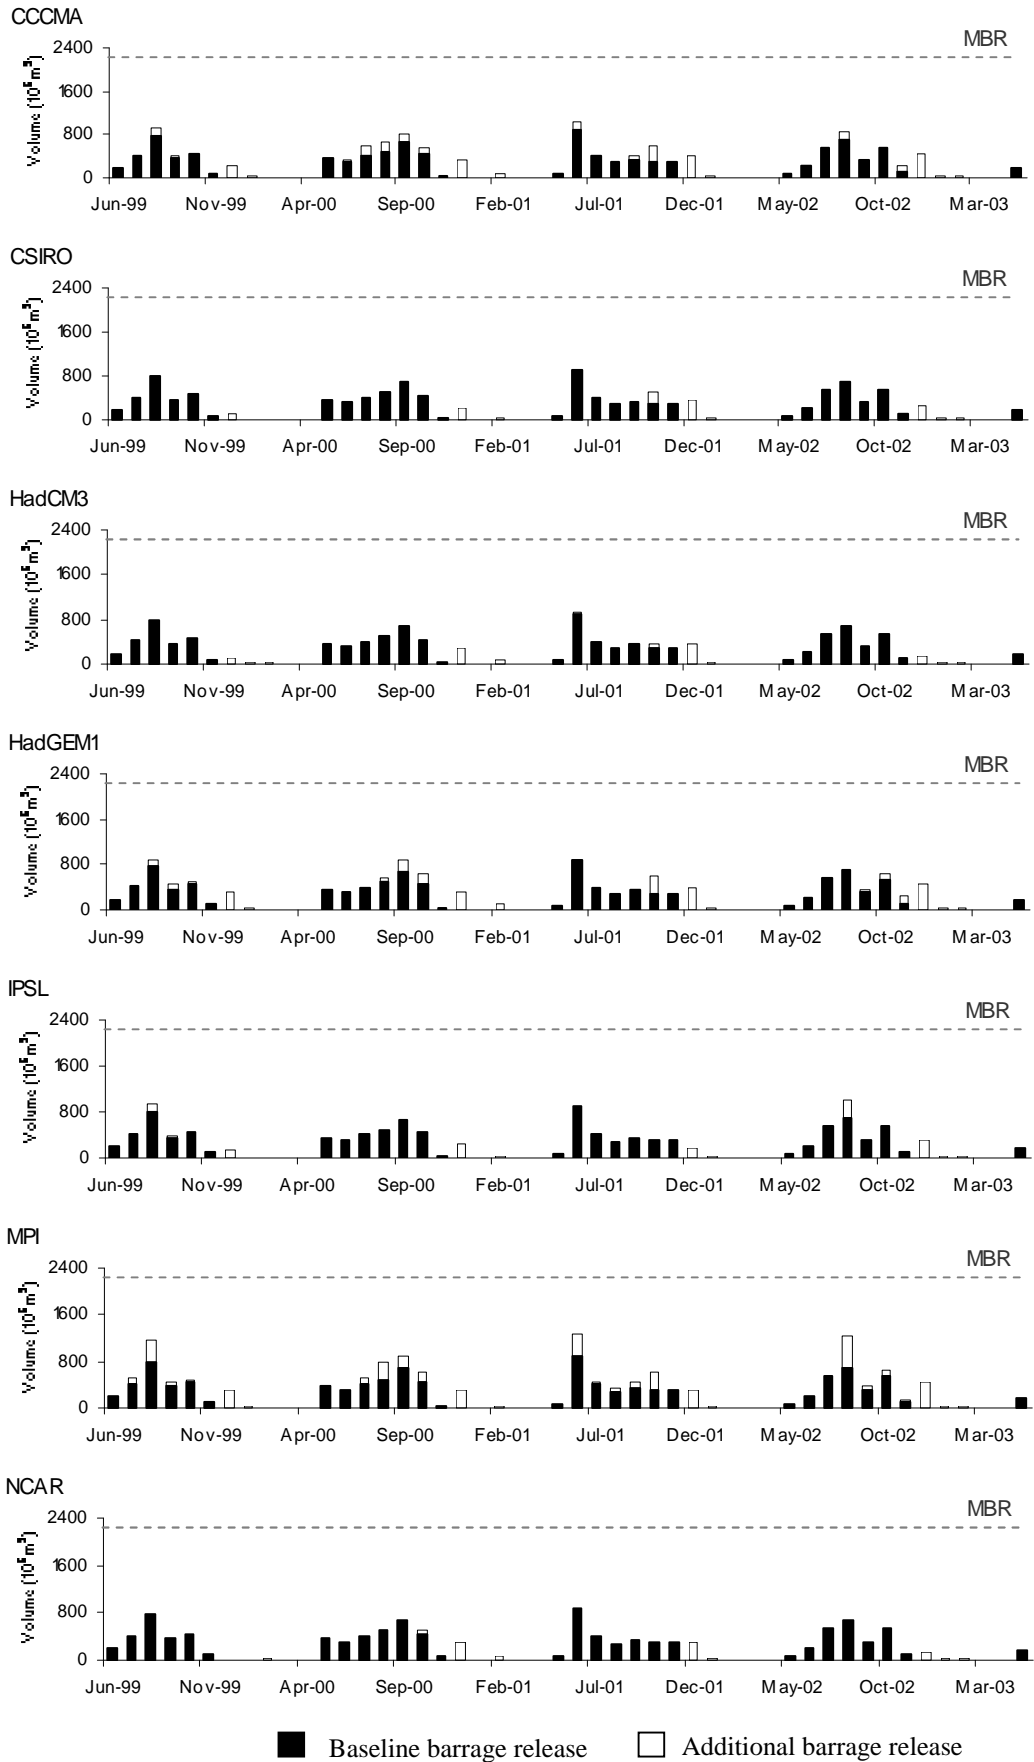 CCCMA
MBR
Volume (10⁶m³)
2400
1600
800
0
Jun-99 Nov-99 Apr-00 Sep-00 Feb-01 Jul-01 Dec-01 May-02 Oct-02 Mar-03
CSIRO
MBR
Volume (10⁶m³)
2400
1600
800
0
Jun-99 Nov-99 Apr-00 Sep-00 Feb-01 Jul-01 Dec-01 May-02 Oct-02 Mar-03
HadCM3
MBR
Volume (10⁶m³)
2400
1600
800
0
Jun-99 Nov-99 Apr-00 Sep-00 Feb-01 Jul-01 Dec-01 May-02 Oct-02 Mar-03
HadGEM1
MBR
Volume (10⁶m³)
2400
1600
800
0
Jun-99 Nov-99 Apr-00 Sep-00 Feb-01 Jul-01 Dec-01 May-02 Oct-02 Mar-03
IPSL
MBR
Volume (10⁶m³)
2400
1600
800
0
Jun-99 Nov-99 Apr-00 Sep-00 Feb-01 Jul-01 Dec-01 May-02 Oct-02 Mar-03
MPI
MBR
Volume (10⁶m³)
2400
1600
800
0
Jun-99 Nov-99 Apr-00 Sep-00 Feb-01 Jul-01 Dec-01 May-02 Oct-02 Mar-03
NCAR
MBR
Volume (10⁶m³)
2400
1600
800
0
Jun-99 Nov-99 Apr-00 Sep-00 Feb-01 Jul-01 Dec-01 May-02 Oct-02 Mar-03
Baseline barrage release Additional barrage release